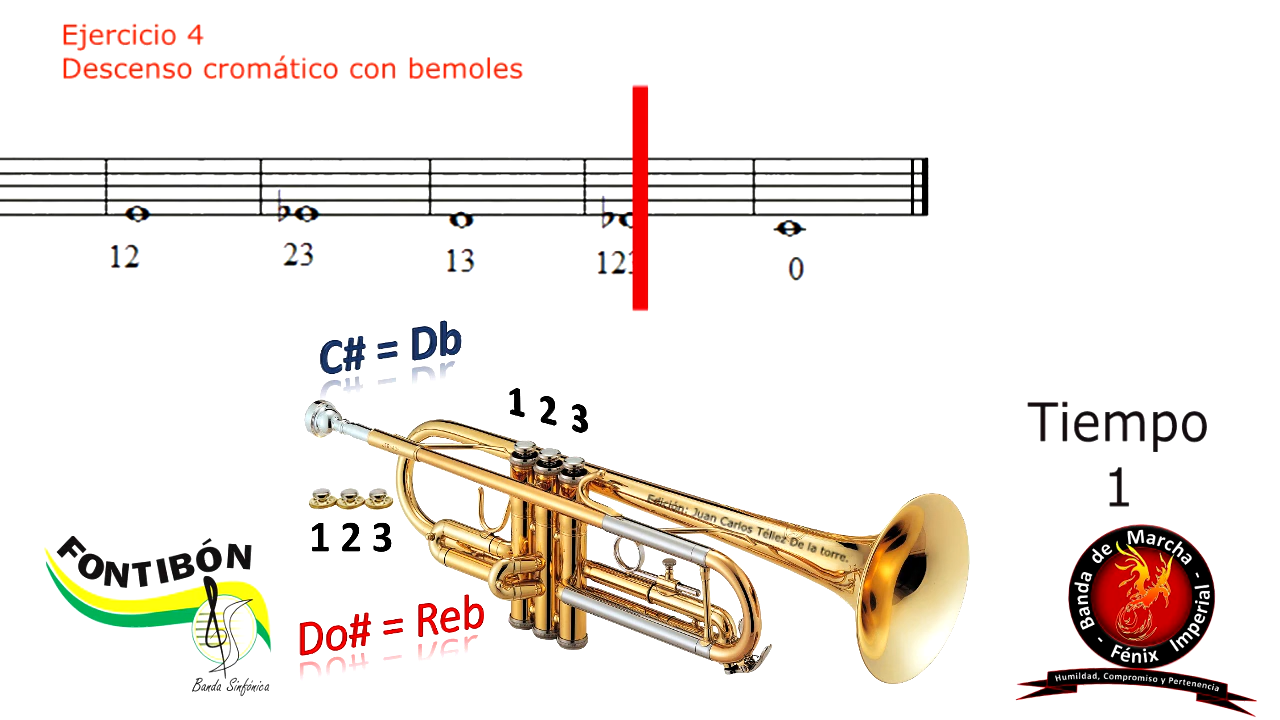 Ejercicio 4
Descenso cromático con bemoles
12 23 13 123 0
C# = Db
1 2 3
Tiempo
1
Edición: Juan Carlos Téllez De la torre.
1 2 3
Do# = Reb
FONTIBÓN
Banda Sinfónica
Banda de Marcha -
- Fénix Imperial
Humildad, Compromiso y Pertenencia